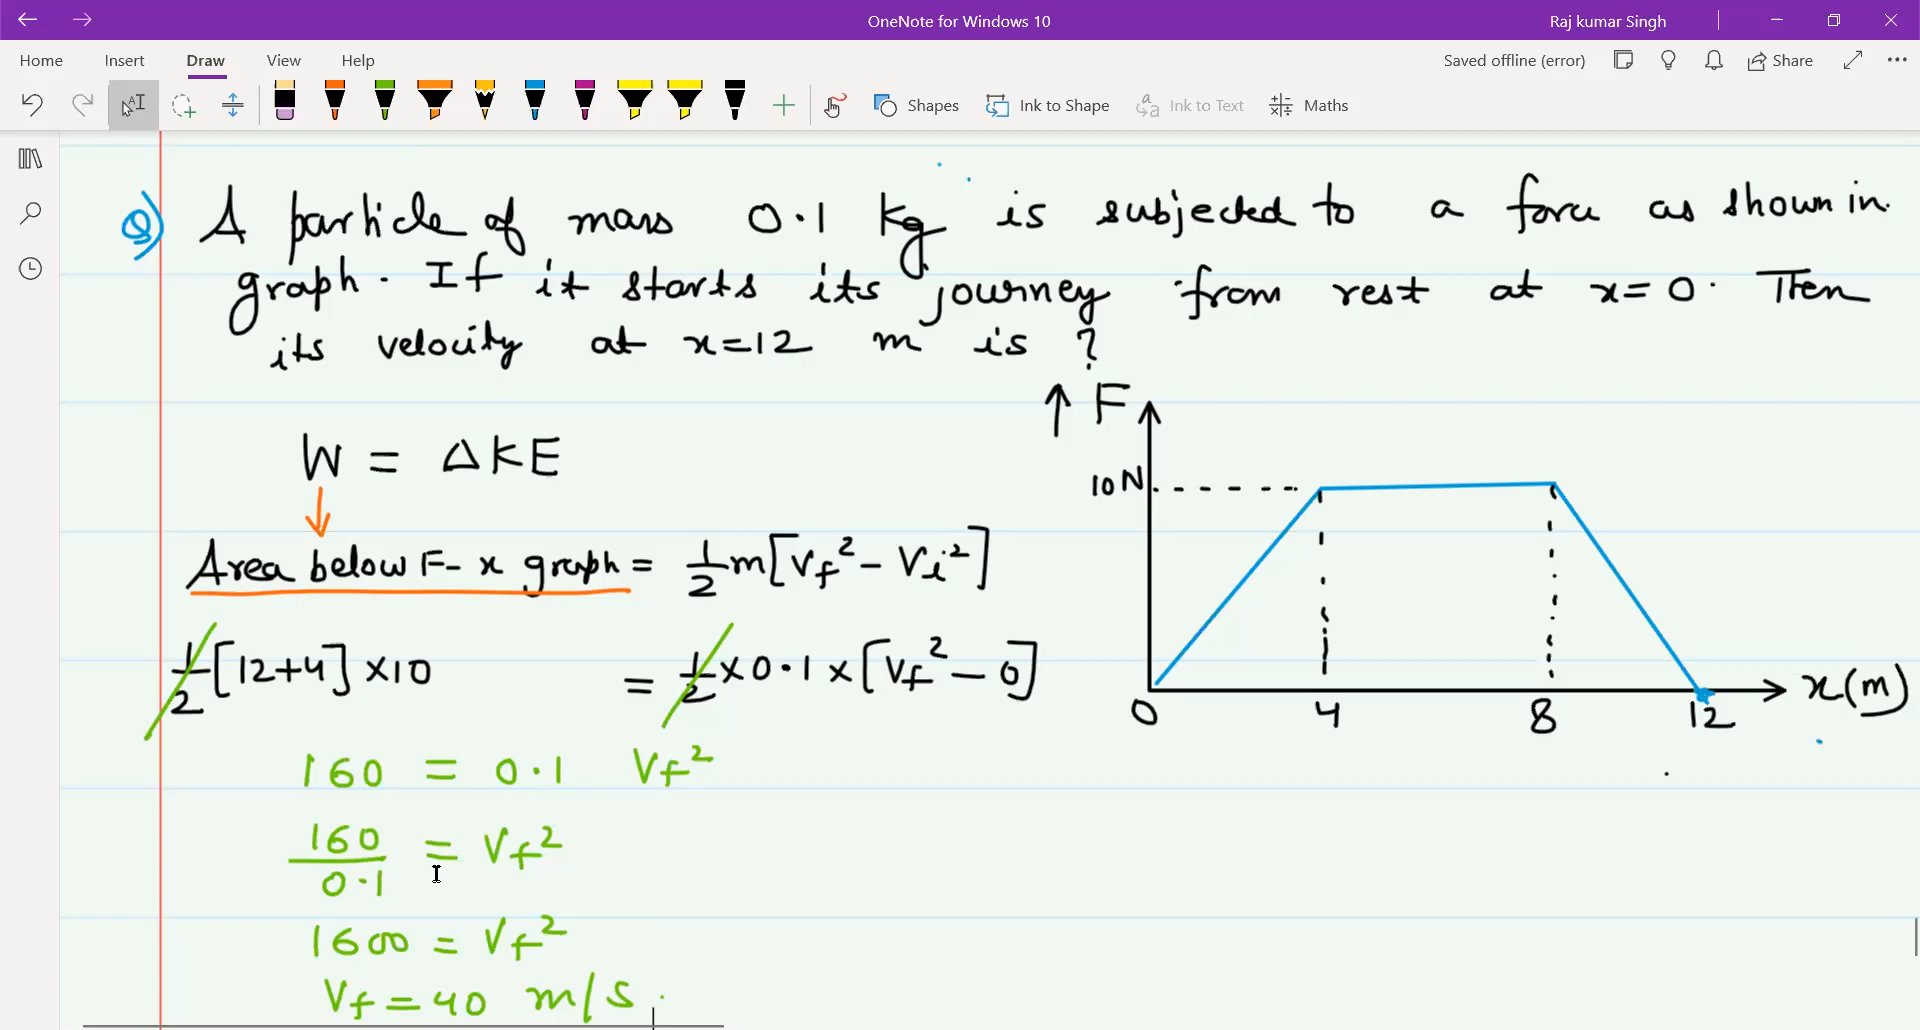 OneNote for Windows 10
Raj kumar Singh
Home Insert Draw View Help
Saved offline (error) Share
Shapes Ink to Shape Ink to Text Maths
Q) A particle of mass 0.1 kg is subjected to a force as shown in
graph. If it starts its journey from rest at x=0. Then
its velocity at x=12 m is ?
W = ΔKE
↓
Area below F-x graph = 1/2 m[Vf² - Vi²]
1/2 [12+4] ×10 = 1/2 × 0.1 × [Vf² - 0]
160 = 0.1 Vf²
160/0.1 = Vf²
1600 = Vf²
Vf = 40 m/s.
↑ F
10N
0 4 8 12
x(m)